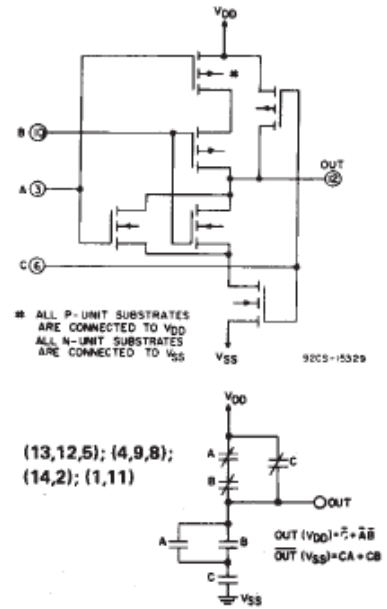 VDD
*
B 10
OUT
12
A 3
C 6
* ALL P-UNIT SUBSTRATES
ARE CONNECTED TO VDD
ALL N-UNIT SUBSTRATES
ARE CONNECTED TO VSS
VSS
92CS-15329
VDD
(13,12,5); (4,9,8);
(14,2); (1,11)
A
C
B
OUT
A
B
OUT (VDD)=C̄+ĀB̄
O̅U̅T̅ (VSS)=CA+CB
C
VSS